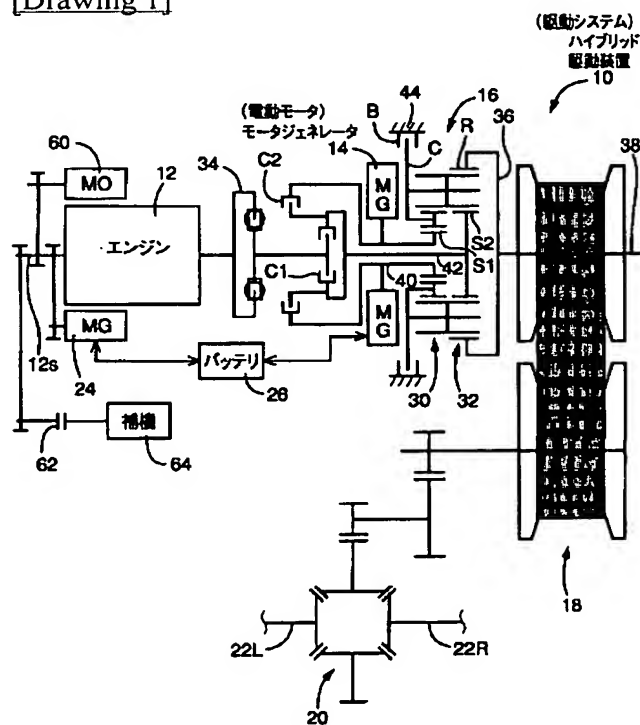 [Drawing 1]
(駆動システム)
ハイブリッド
駆動装置
10
(電動モータ)
モータジェネレータ
44
16
36
60
12
34
C2
14
B
C
R
38
MO
エンジン
MG
S2
S1
C1
42
40
MG
24
12s
バッテリ
26
MG
30
32
62
補機
64
18
22L
22R
20